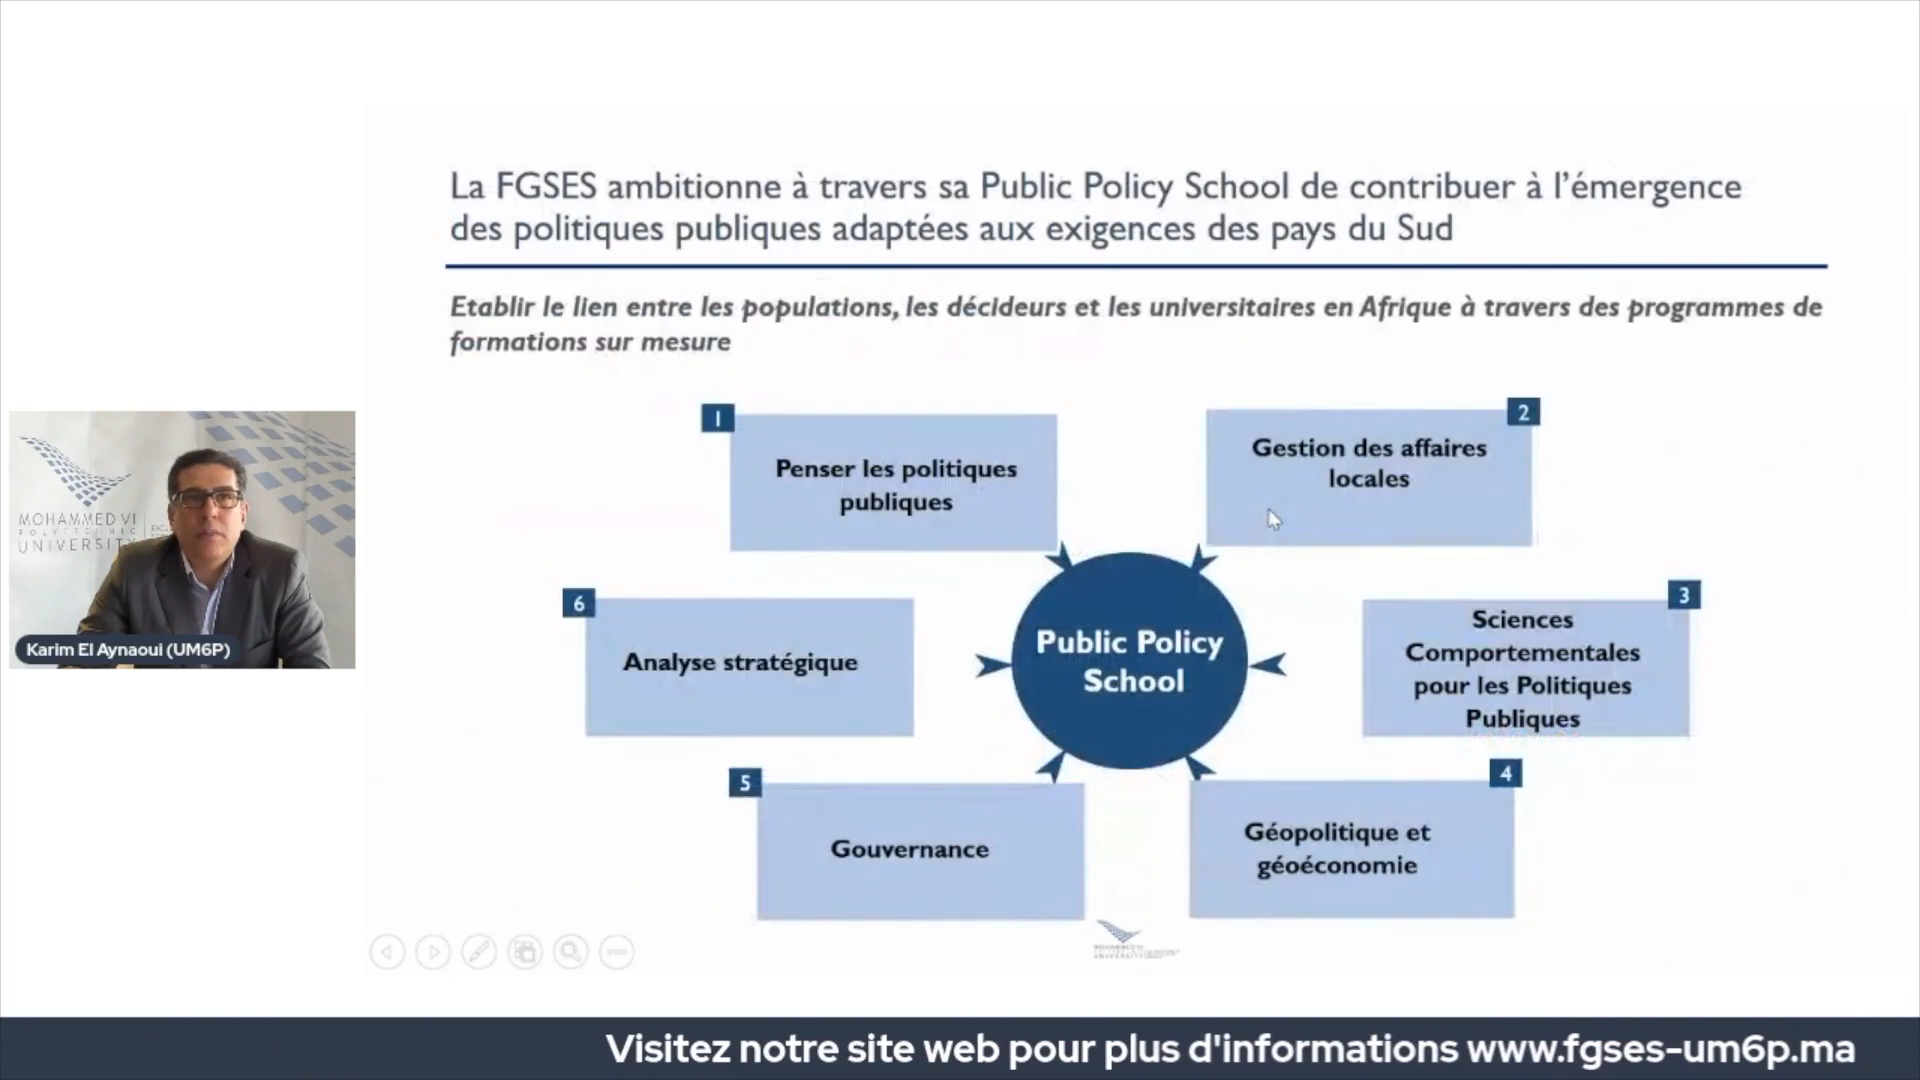 La FGSES ambitionne à travers sa Public Policy School de contribuer à l'émergence
des politiques publiques adaptées aux exigences des pays du Sud
Etablir le lien entre les populations, les décideurs et les universitaires en Afrique à travers des programmes de
formations sur mesure
1
Penser les politiques
publiques
2
Gestion des affaires
locales
3
Sciences
Comportementales
pour les Politiques
Publiques
4
Géopolitique et
géoéconomie
5
Gouvernance
6
Analyse stratégique
Public Policy
School
MOHAMMED VI
POLYTECHNIC
UNIVERSITY
Karim El Aynaoui (UM6P)
MOHAMMED VI
UNIVERSITY
Visitez notre site web pour plus d'informations www.fgses-um6p.ma